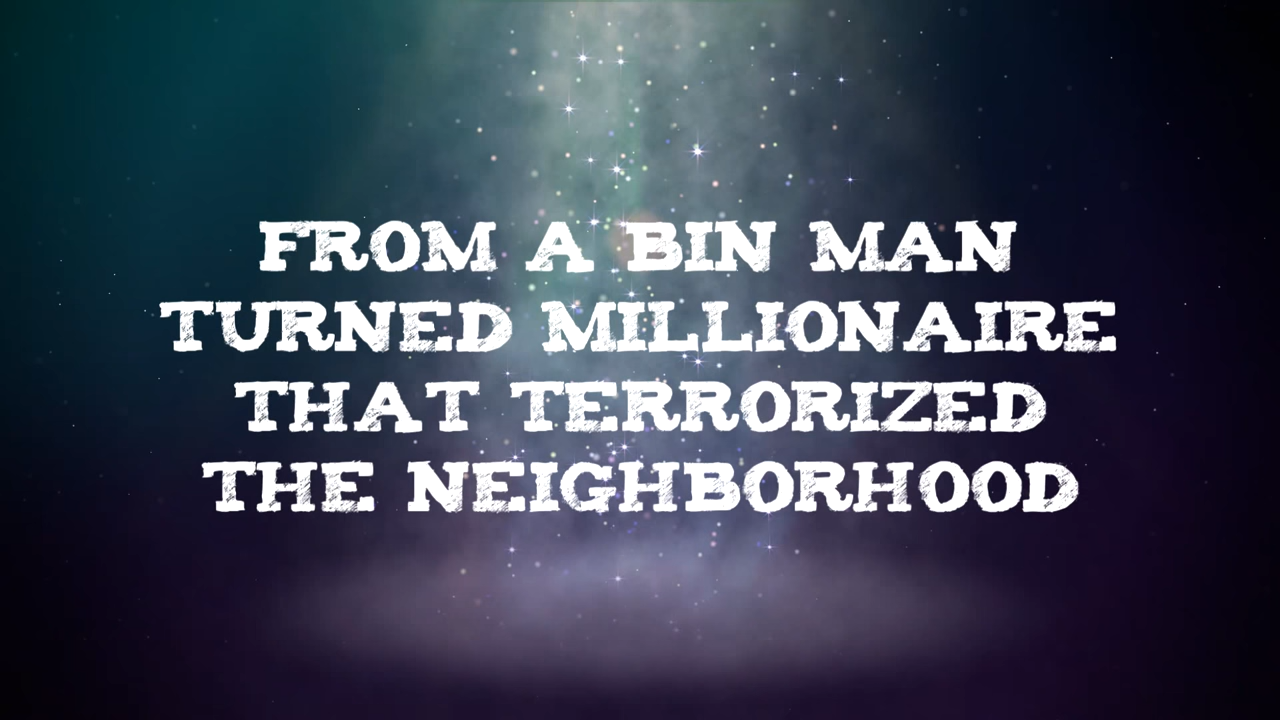 FROM A BIN MAN
TURNED MILLIONAIRE
THAT TERRORIZED
THE NEIGHBORHOOD